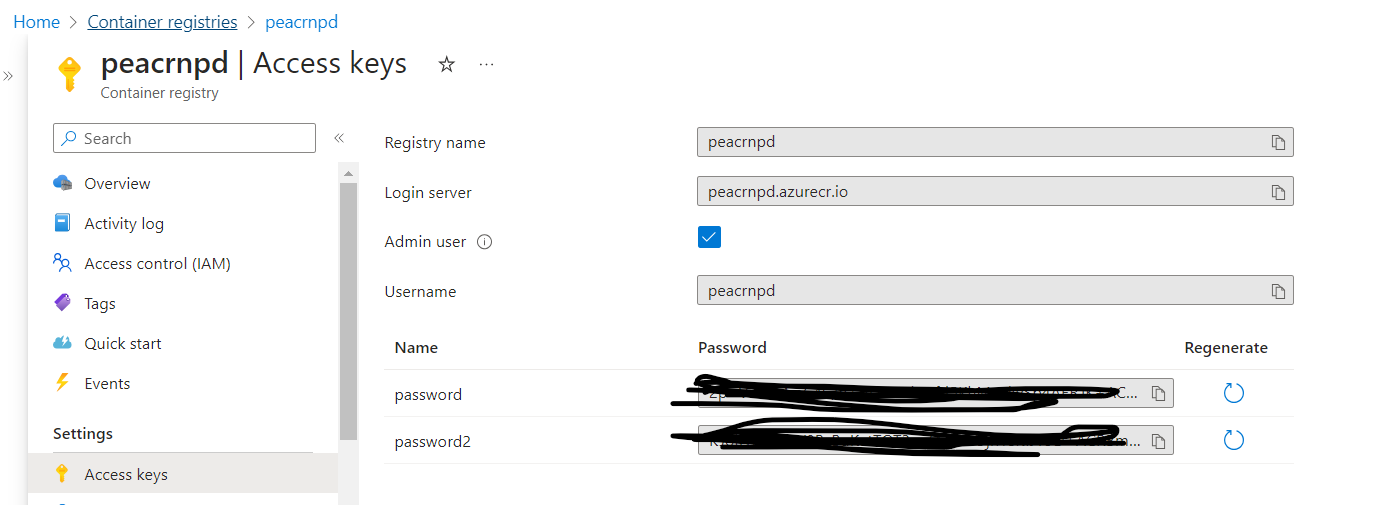 Home > Container registries > peacrnpd
peacrnpd | Access keys
Container registry
Search
Overview
Activity log
Access control (IAM)
Tags
Quick start
Events
Settings
Access keys
Registry name peacrnpd
Login server peacrnpd.azurecr.io
Admin user
Username peacrnpd
Name Password Regenerate
password
password2